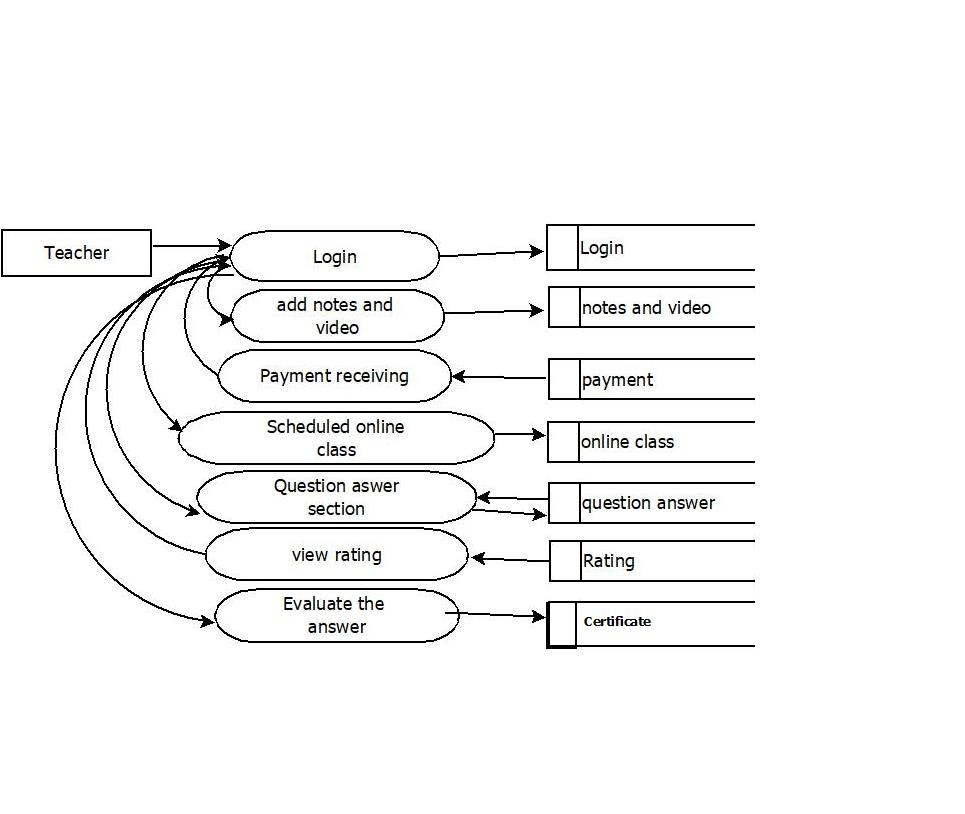 Teacher
Login
Login
add notes and
video
notes and video
Payment receiving
payment
Scheduled online
class
online class
Question aswer
section
question answer
view rating
Rating
Evaluate the
answer
Certificate